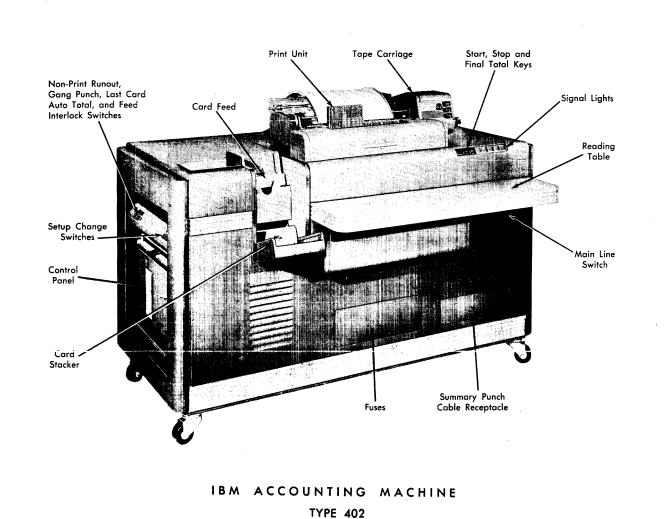 Print Unit
Tape Carriage
Start, Stop and
Final Total Keys
Non-Print Runout,
Gang Punch, Last Card
Auto Total, and Feed
Interlock Switches
Card Feed
Signal Lights
Reading
Table
Setup Change
Switches
Main Line
Switch
Control
Panel
Card
Stacker
Fuses
Summary Punch
Cable Receptacle
IBM ACCOUNTING MACHINE
TYPE 402